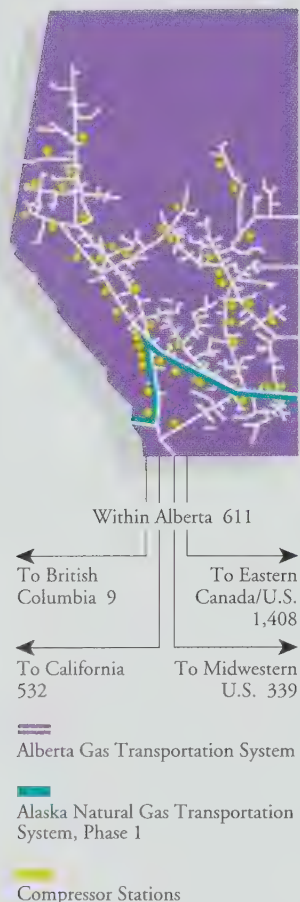 Within Alberta 611
To British
Columbia 9
To Eastern
Canada/U.S.
1,408
To California
532
To Midwestern
U.S. 339
Alberta Gas Transportation System
Alaska Natural Gas Transportation
System, Phase 1
Compressor Stations